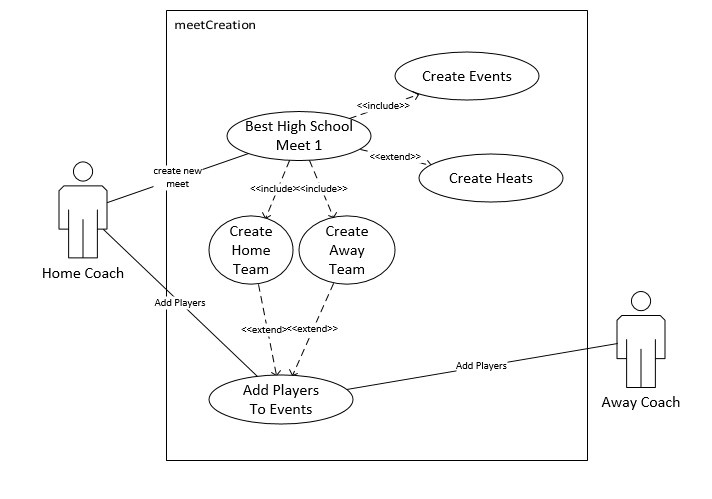 meetCreation
Create Events
<<include>>
Best High School
Meet 1
<<extend>>
create new
meet
Create Heats
<<include>>
<<include>>
Create
Home
Team
Create
Away
Team
Home Coach
Add Players
<<extend>>
<<extend>>
Add Players
Add Players
To Events
Away Coach